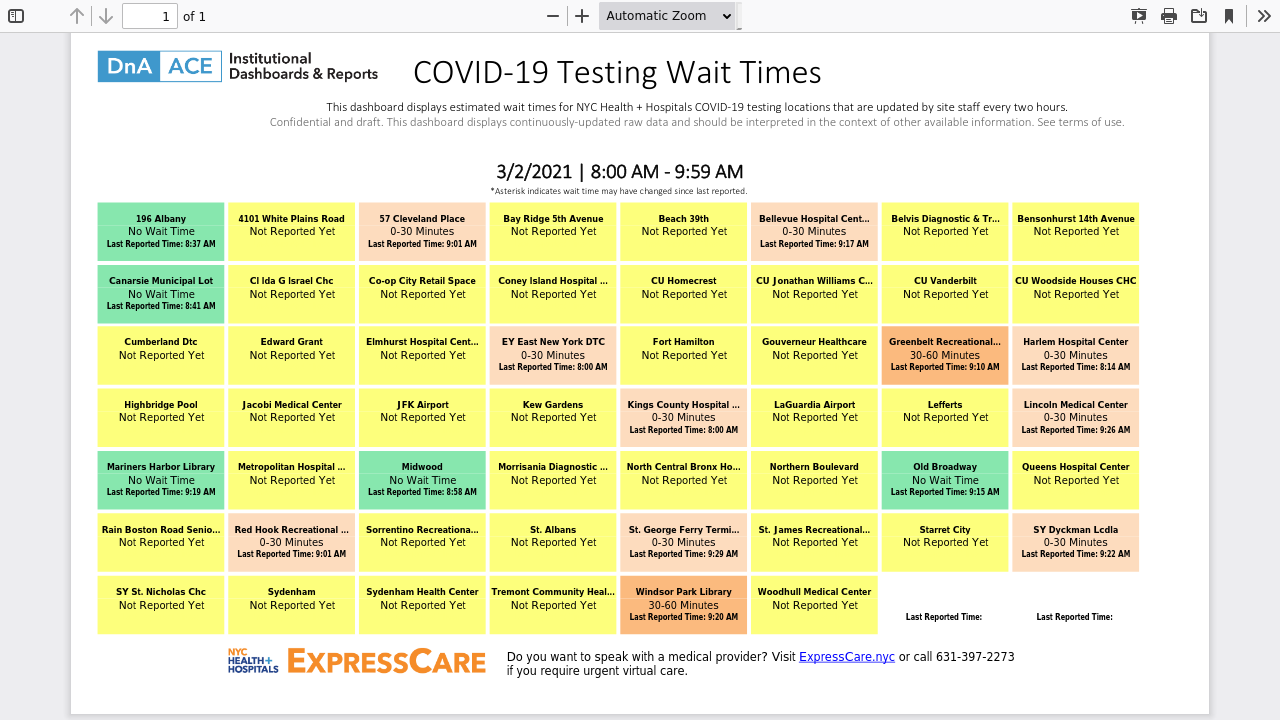 1 of 1
Automatic Zoom
DnA ACE Institutional
Dashboards & Reports
COVID-19 Testing Wait Times
This dashboard displays estimated wait times for NYC Health + Hospitals COVID-19 testing locations that are updated by site staff every two hours.
Confidential and draft. This dashboard displays continuously-updated raw data and should be interpreted in the context of other available information. See terms of use.
3/2/2021 | 8:00 AM - 9:59 AM
*Asterisk indicates wait time may have changed since last reported.
196 Albany
No Wait Time
Last Reported Time: 8:37 AM
4101 White Plains Road
Not Reported Yet
57 Cleveland Place
0-30 Minutes
Last Reported Time: 9:01 AM
Bay Ridge 5th Avenue
Not Reported Yet
Beach 39th
Not Reported Yet
Bellevue Hospital Cent...
0-30 Minutes
Last Reported Time: 9:17 AM
Belvis Diagnostic & Tr...
Not Reported Yet
Bensonhurst 14th Avenue
Not Reported Yet
Canarsie Municipal Lot
No Wait Time
Last Reported Time: 8:41 AM
CI Ida G Israel Chc
Not Reported Yet
Co-op City Retail Space
Not Reported Yet
Coney Island Hospital ...
Not Reported Yet
CU Homecrest
Not Reported Yet
CU Jonathan Williams C...
Not Reported Yet
CU Vanderbilt
Not Reported Yet
CU Woodside Houses CHC
Not Reported Yet
Cumberland Dtc
Not Reported Yet
Edward Grant
Not Reported Yet
Elmhurst Hospital Cent...
Not Reported Yet
EY East New York DTC
0-30 Minutes
Last Reported Time: 8:00 AM
Fort Hamilton
Not Reported Yet
Gouverneur Healthcare
Not Reported Yet
Greenbelt Recreational...
30-60 Minutes
Last Reported Time: 9:10 AM
Harlem Hospital Center
0-30 Minutes
Last Reported Time: 8:14 AM
Highbridge Pool
Not Reported Yet
Jacobi Medical Center
Not Reported Yet
JFK Airport
Not Reported Yet
Kew Gardens
Not Reported Yet
Kings County Hospital ...
0-30 Minutes
Last Reported Time: 8:00 AM
LaGuardia Airport
Not Reported Yet
Lefferts
Not Reported Yet
Lincoln Medical Center
0-30 Minutes
Last Reported Time: 9:26 AM
Mariners Harbor Library
No Wait Time
Last Reported Time: 9:19 AM
Metropolitan Hospital ...
Not Reported Yet
Midwood
No Wait Time
Last Reported Time: 8:58 AM
Morrisania Diagnostic ...
Not Reported Yet
North Central Bronx Ho...
Not Reported Yet
Northern Boulevard
Not Reported Yet
Old Broadway
No Wait Time
Last Reported Time: 9:15 AM
Queens Hospital Center
Not Reported Yet
Rain Boston Road Senio...
Not Reported Yet
Red Hook Recreational ...
0-30 Minutes
Last Reported Time: 9:01 AM
Sorrentino Recreationa...
Not Reported Yet
St. Albans
Not Reported Yet
St. George Ferry Termi...
0-30 Minutes
Last Reported Time: 9:29 AM
St. James Recreational...
Not Reported Yet
Starret City
Not Reported Yet
SY Dyckman Lcdla
0-30 Minutes
Last Reported Time: 9:22 AM
SY St. Nicholas Chc
Not Reported Yet
Sydenham
Not Reported Yet
Sydenham Health Center
Not Reported Yet
Tremont Community Heal...
Not Reported Yet
Windsor Park Library
30-60 Minutes
Last Reported Time: 9:20 AM
Woodhull Medical Center
Not Reported Yet
Last Reported Time:
Last Reported Time:
NYC
HEALTH+
HOSPITALS
EXPRESSCARE
Do you want to speak with a medical provider? Visit ExpressCare.nyc or call 631-397-2273
if you require urgent virtual care.